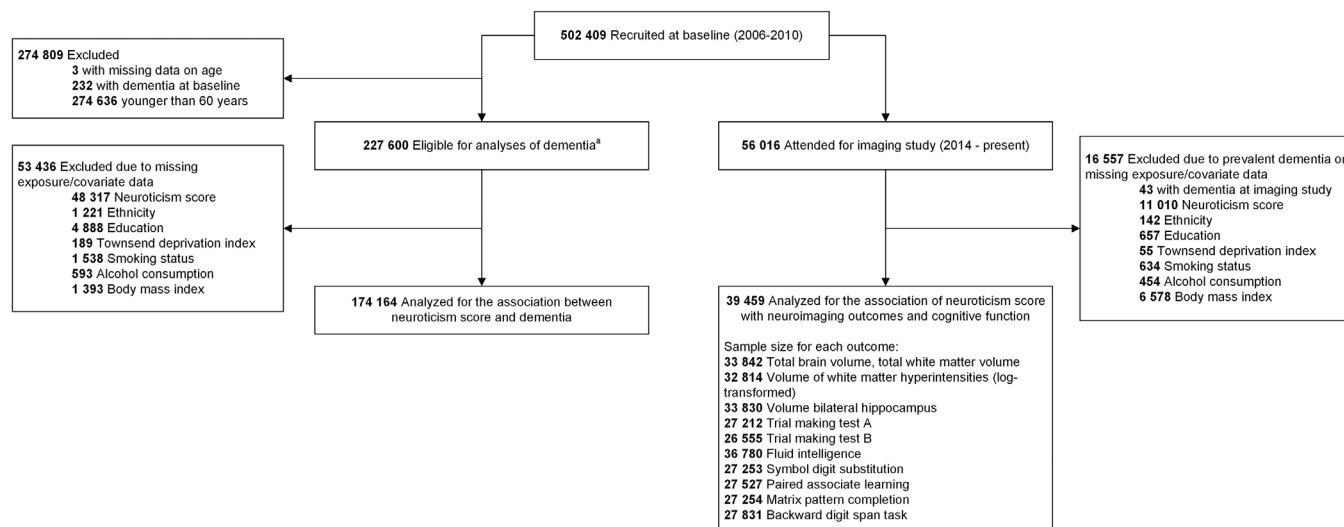 502 409 Recruited at baseline (2006-2010)
274 809 Excluded
3 with missing data on age
232 with dementia at baseline
274 636 younger than 60 years
227 600 Eligible for analyses of dementiaᵃ
56 016 Attended for imaging study (2014 - present)
53 436 Excluded due to missing
exposure/covariate data
48 317 Neuroticism score
1 221 Ethnicity
4 888 Education
189 Townsend deprivation index
1 538 Smoking status
593 Alcohol consumption
1 393 Body mass index
16 557 Excluded due to prevalent dementia or
missing exposure/covariate data
43 with dementia at imaging study
11 010 Neuroticism score
142 Ethnicity
657 Education
55 Townsend deprivation index
634 Smoking status
454 Alcohol consumption
6 578 Body mass index
174 164 Analyzed for the association between
neuroticism score and dementia
39 459 Analyzed for the association of neuroticism score
with neuroimaging outcomes and cognitive function
Sample size for each outcome:
33 842 Total brain volume, total white matter volume
32 814 Volume of white matter hyperintensities (log-
transformed)
33 830 Volume bilateral hippocampus
27 212 Trial making test A
26 555 Trial making test B
36 780 Fluid intelligence
27 253 Symbol digit substitution
27 527 Paired associate learning
27 254 Matrix pattern completion
27 831 Backward digit span task